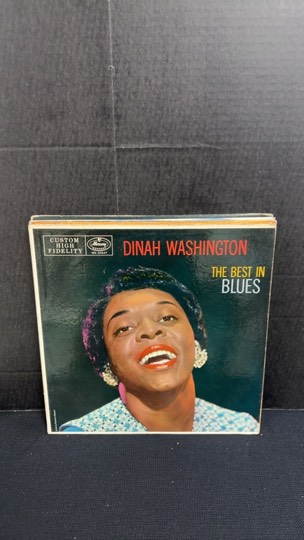 CUSTOM
HIGH
FIDELITY
Mercury
DINAH WASHINGTON
THE BEST IN
BLUES